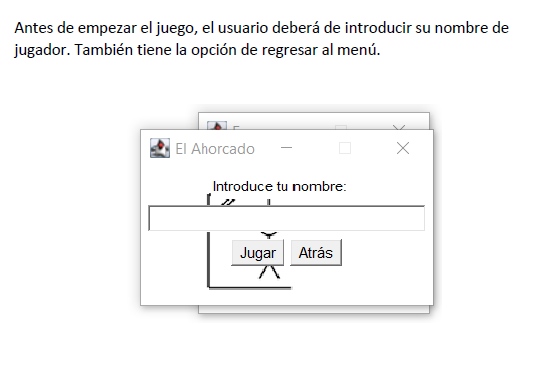 Antes de empezar el juego, el usuario deberá de introducir su nombre de
jugador. También tiene la opción de regresar al menú.
El Ahorcado
Introduce tu nombre:
Jugar Atrás